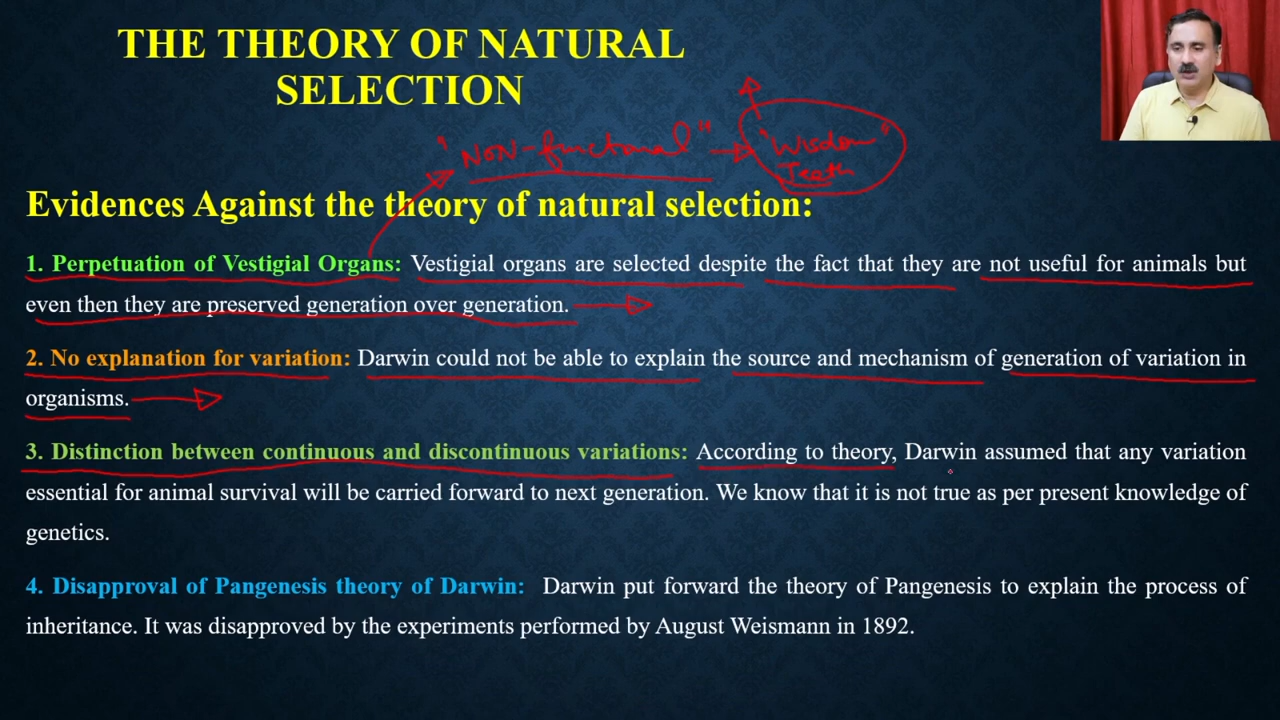 THE THEORY OF NATURAL
SELECTION
"Non-functional"
"Wisdom"
Teeth
Evidences Against the theory of natural selection:
1. Perpetuation of Vestigial Organs: Vestigial organs are selected despite the fact that they are not useful for animals but
even then they are preserved generation over generation.
2. No explanation for variation: Darwin could not be able to explain the source and mechanism of generation of variation in
organisms.
3. Distinction between continuous and discontinuous variations: According to theory, Darwin assumed that any variation
essential for animal survival will be carried forward to next generation. We know that it is not true as per present knowledge of
genetics.
4. Disapproval of Pangenesis theory of Darwin: Darwin put forward the theory of Pangenesis to explain the process of
inheritance. It was disapproved by the experiments performed by August Weismann in 1892.